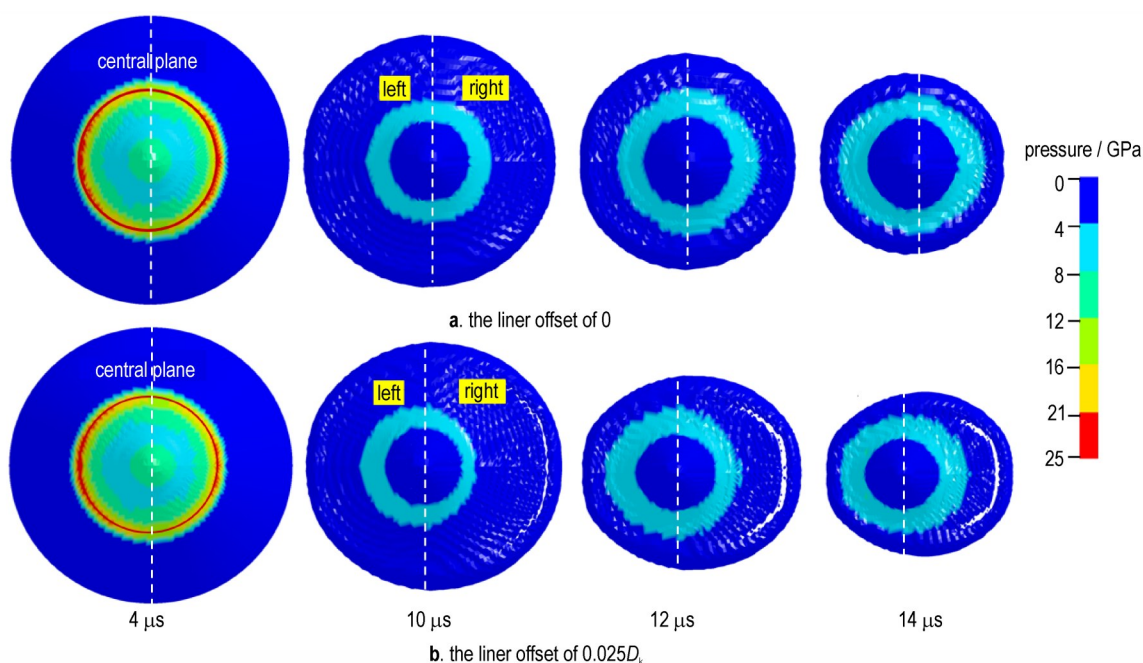 central plane
left
right
pressure / GPa
0
4
8
12
16
21
25
a. the liner offset of 0
central plane
left
right
4 μs
10 μs
12 μs
14 μs
b. the liner offset of 0.025Dk